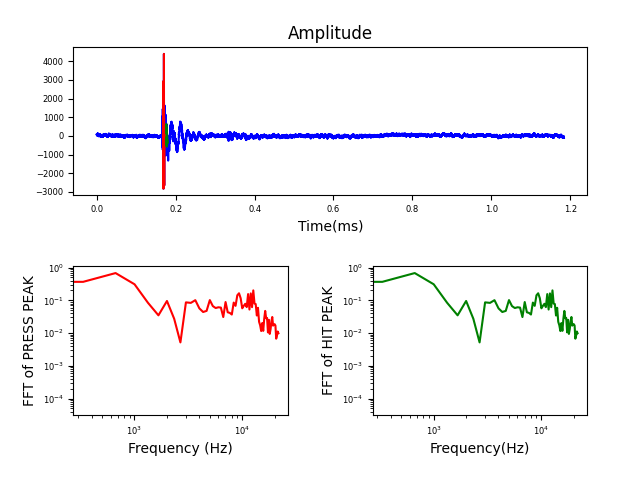 Amplitude
4000
3000
2000
1000
0
−1000
−2000
−3000
0.0 0.2 0.4 0.6 0.8 1.0 1.2
Time(ms)
FFT of PRESS PEAK
10⁰
10⁻¹
10⁻²
10⁻³
10⁻⁴
10³ 10⁴
Frequency (Hz)
FFT of HIT PEAK
10⁰
10⁻¹
10⁻²
10⁻³
10⁻⁴
10³ 10⁴
Frequency(Hz)